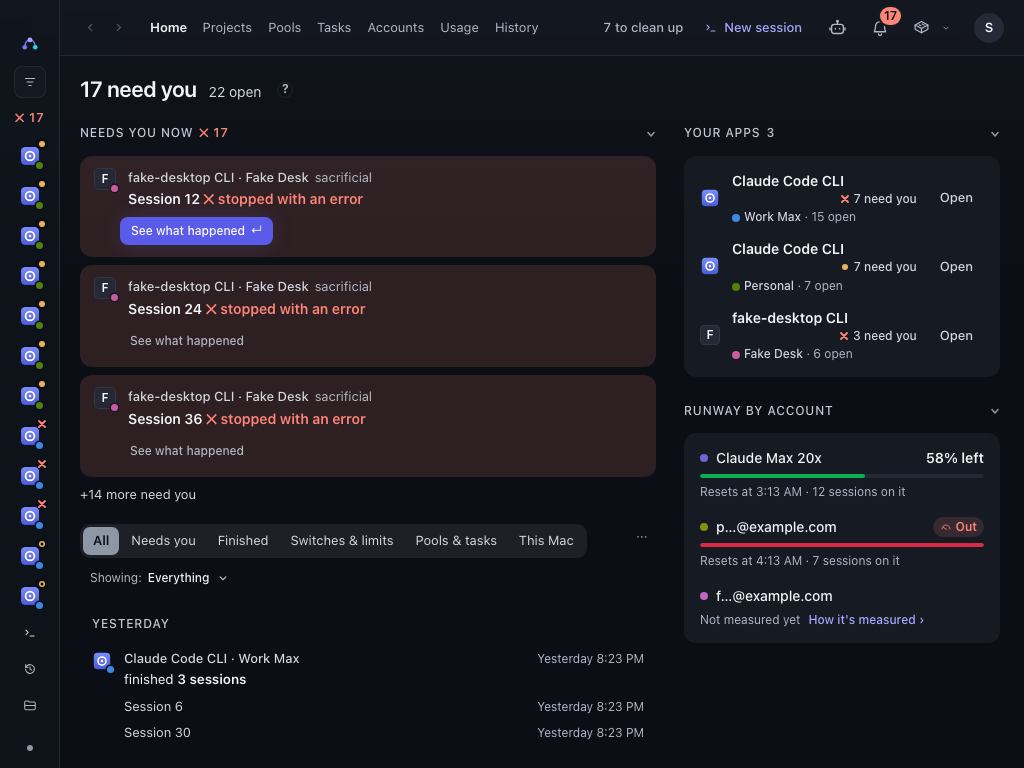 Home Projects Pools Tasks Accounts Usage History 7 to clean up New session 17 S
17
17 need you 22 open ?
NEEDS YOU NOW 17
fake-desktop CLI · Fake Desk sacrificial
F
Session 12 stopped with an error
See what happened
fake-desktop CLI · Fake Desk sacrificial
F
Session 24 stopped with an error
See what happened
fake-desktop CLI · Fake Desk sacrificial
F
Session 36 stopped with an error
See what happened
+14 more need you
All Needs you Finished Switches & limits Pools & tasks This Mac ...
Showing: Everything
YESTERDAY
Claude Code CLI · Work Max Yesterday 8:23 PM
finished 3 sessions
Session 6 Yesterday 8:23 PM
Session 30 Yesterday 8:23 PM
YOUR APPS 3
Claude Code CLI
7 need you Open
Work Max · 15 open
Claude Code CLI
7 need you Open
Personal · 7 open
fake-desktop CLI
F 3 need you Open
Fake Desk · 6 open
RUNWAY BY ACCOUNT
Claude Max 20x 58% left
Resets at 3:13 AM · 12 sessions on it
p...@example.com Out
Resets at 4:13 AM · 7 sessions on it
f...@example.com
Not measured yet How it's measured ›